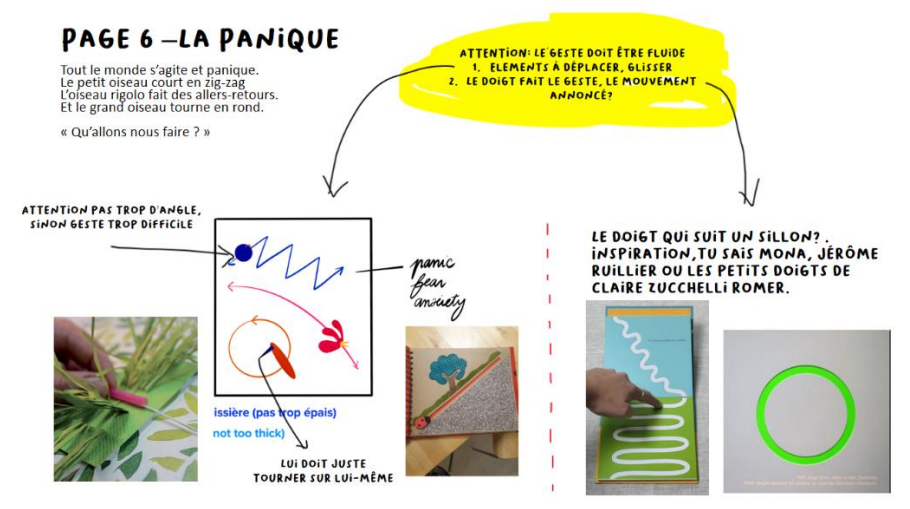 PAGE 6 – LA PANIQUE
Tout le monde s'agite et panique.
Le petit oiseau court en zig-zag
L'oiseau rigolo fait des allers-retours.
Et le grand oiseau tourne en rond.
« Qu'allons nous faire ? »
ATTENTION: LE GESTE DOIT ÊTRE FLUIDE
1. ELEMENTS À DÉPLACER, GLISSER
2. LE DOIGT FAIT LE GESTE, LE MOUVEMENT
ANNONCÉ?
ATTENTION PAS TROP D'ANGLE,
SINON GESTE TROP DIFFICILE
panic
fear
anxiety
issière (pas trop épais)
not too thick)
LUI DOIT JUSTE
TOURNER SUR LUI-MÊME
LE DOIGT QUI SUIT UN SILLON? .
INSPIRATION,TU SAIS MONA, JÉRÔME
RUILLIER OU LES PETITS DOIGTS DE
CLAIRE ZUCCHELLI ROMER.